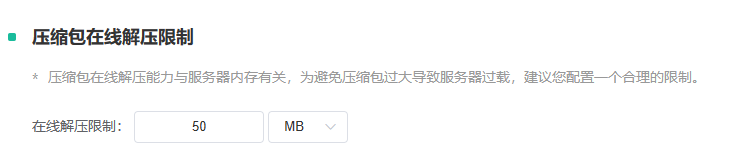 压缩包在线解压限制
* 压缩包在线解压能力与服务器内存有关，为避免压缩包过大导致服务器过载，建议您配置一个合理的限制。
在线解压限制： 50 MB